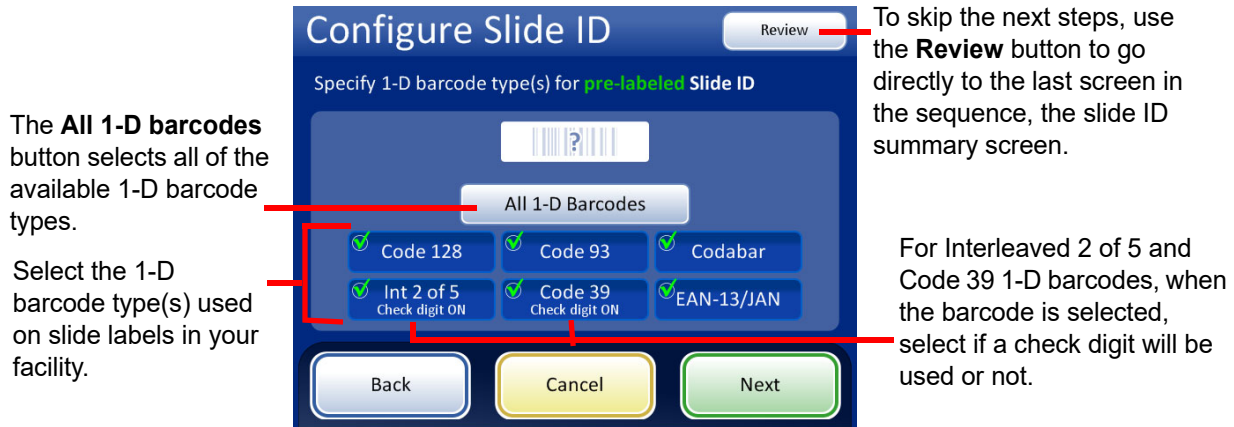 Configure Slide ID
Review
Specify 1-D barcode type(s) for pre-labeled Slide ID
?
All 1-D Barcodes
Code 128
Code 93
Codabar
Int 2 of 5
Check digit ON
Code 39
Check digit ON
EAN-13/JAN
Back
Cancel
Next
The All 1-D barcodes
button selects all of the
available 1-D barcode
types.
Select the 1-D
barcode type(s) used
on slide labels in your
facility.
To skip the next steps, use
the Review button to go
directly to the last screen in
the sequence, the slide ID
summary screen.
For Interleaved 2 of 5 and
Code 39 1-D barcodes, when
the barcode is selected,
select if a check digit will be
used or not.